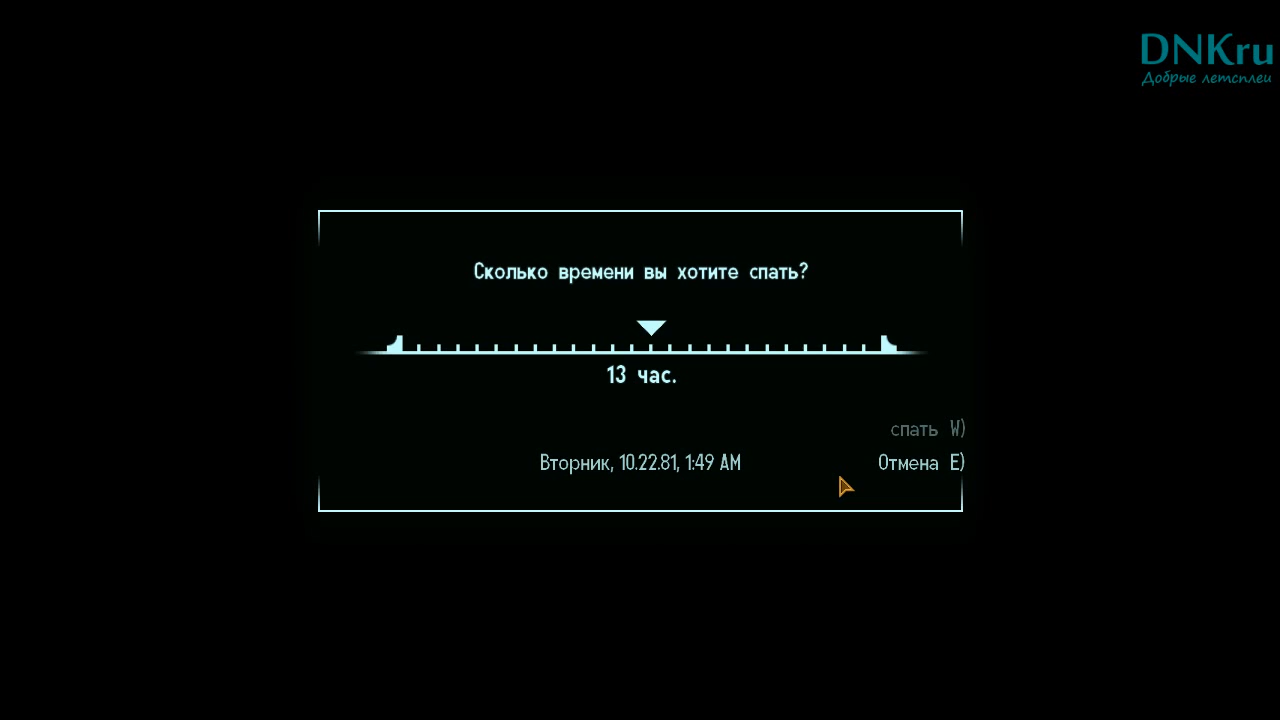 DNKru
Добрые летсплеи
Сколько времени вы хотите спать?
13 час.
спать W)
Вторник, 10.22.81, 1:49 AM
Отмена E)